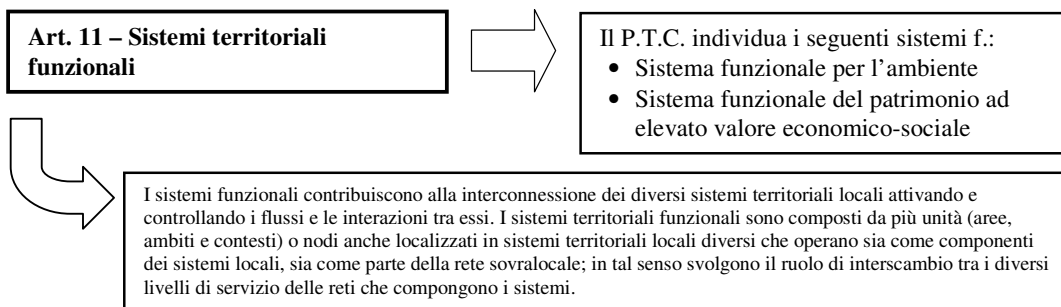 Art. 11 – Sistemi territoriali
funzionali
Il P.T.C. individua i seguenti sistemi f.:
• Sistema funzionale per l’ambiente
• Sistema funzionale del patrimonio ad
elevato valore economico-sociale
I sistemi funzionali contribuiscono alla interconnessione dei diversi sistemi territoriali locali attivando e
controllando i flussi e le interazioni tra essi. I sistemi territoriali funzionali sono composti da più unità (aree,
ambiti e contesti) o nodi anche localizzati in sistemi territoriali locali diversi che operano sia come componenti
dei sistemi locali, sia come parte della rete sovralocale; in tal senso svolgono il ruolo di interscambio tra i diversi
livelli di servizio delle reti che compongono i sistemi.